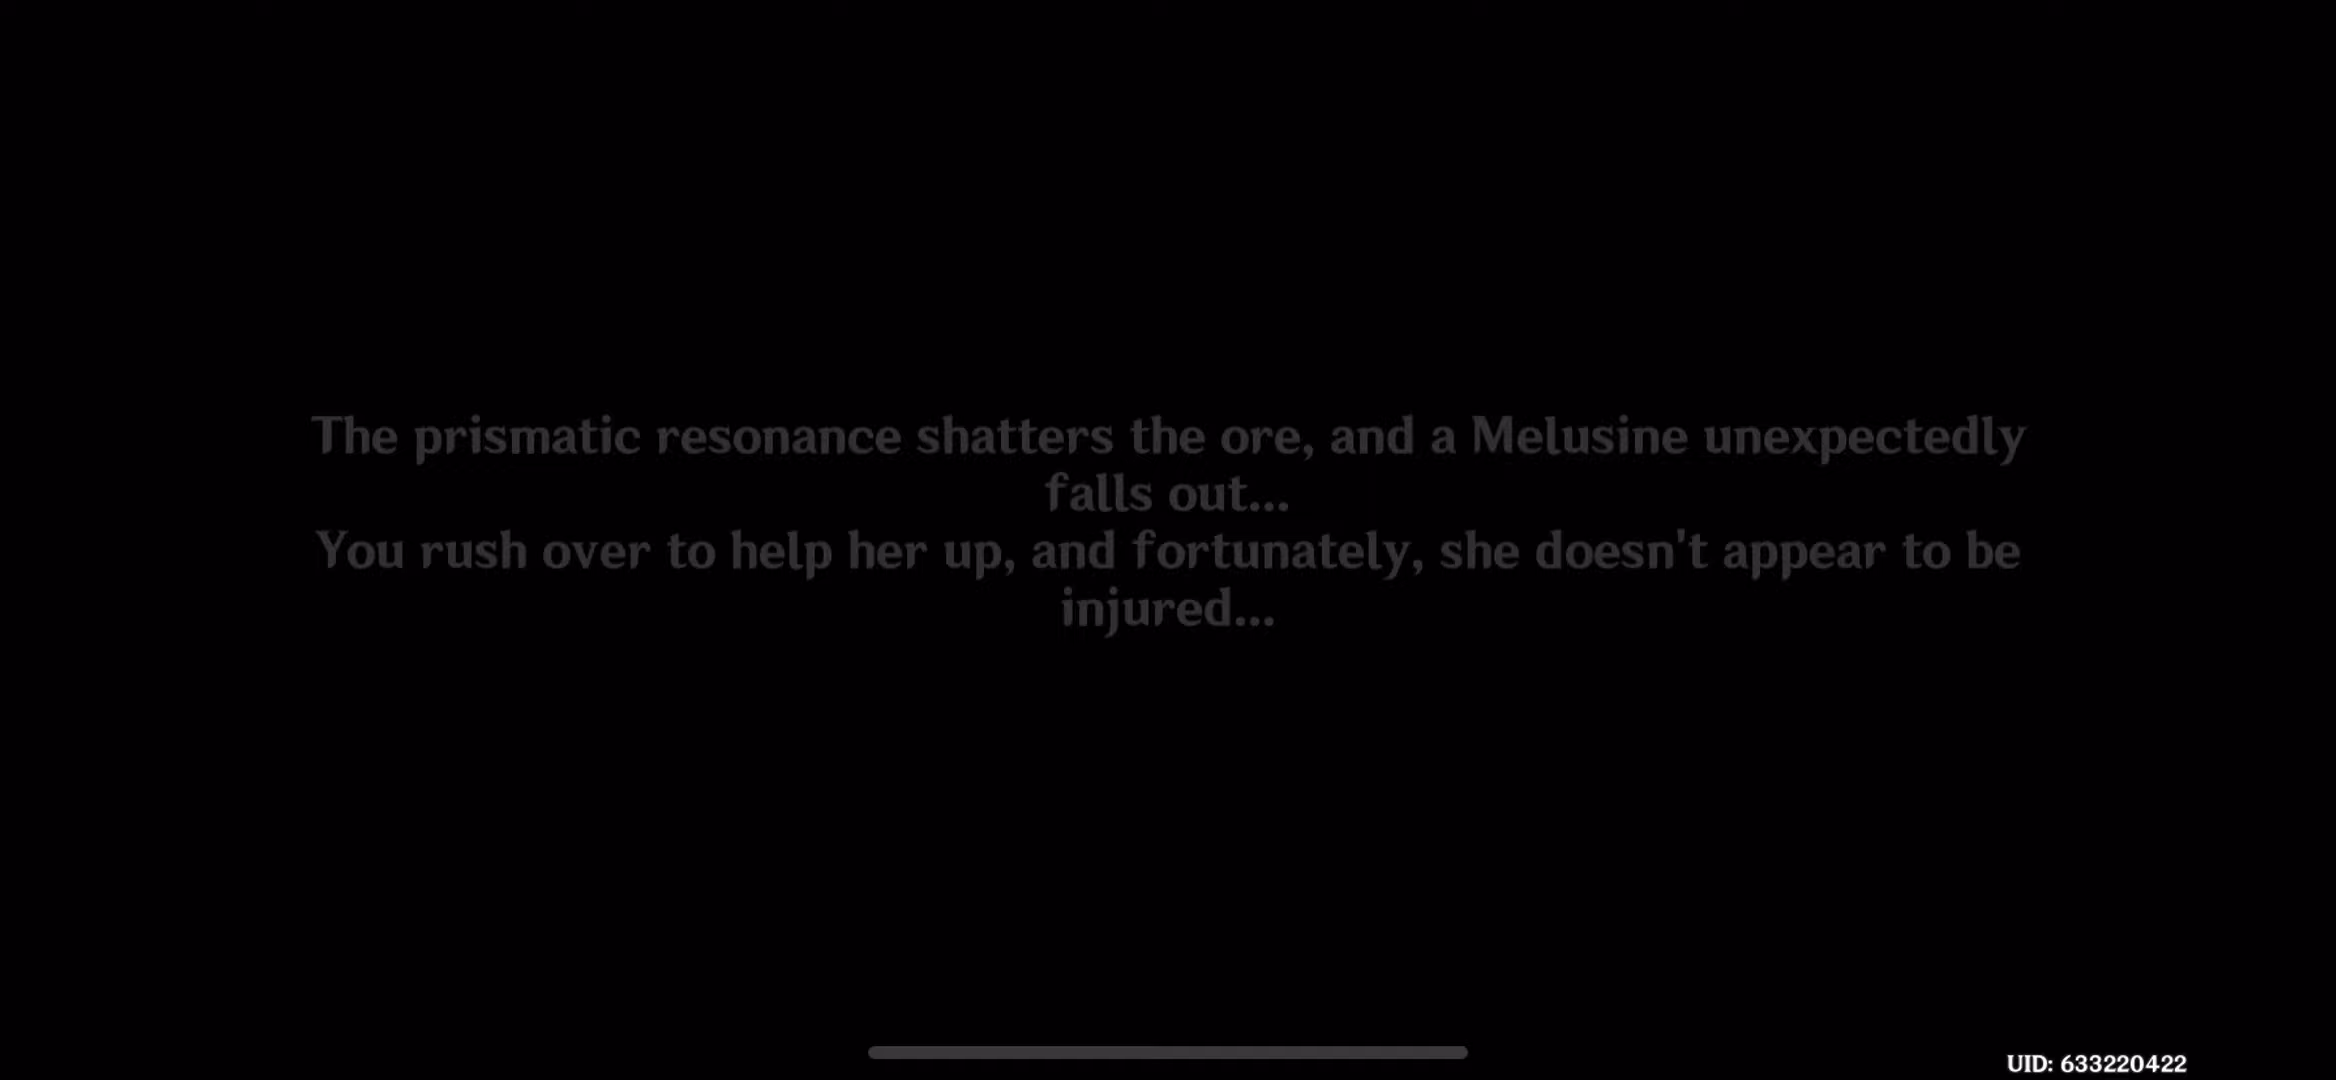 The prismatic resonance shatters the ore, and a Melusine unexpectedly
falls out...
You rush over to help her up, and fortunately, she doesn't appear to be
injured...
UID: 633220422